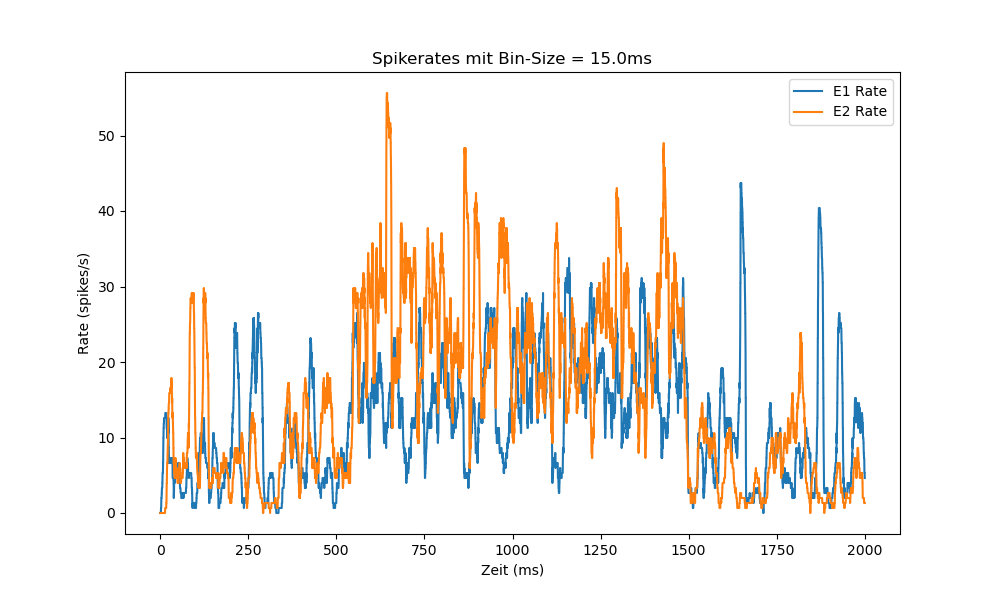 Spikerates mit Bin-Size = 15.0ms
E1 Rate
E2 Rate
Rate (spikes/s)
50
40
30
20
10
0
0 250 500 750 1000 1250 1500 1750 2000
Zeit (ms)